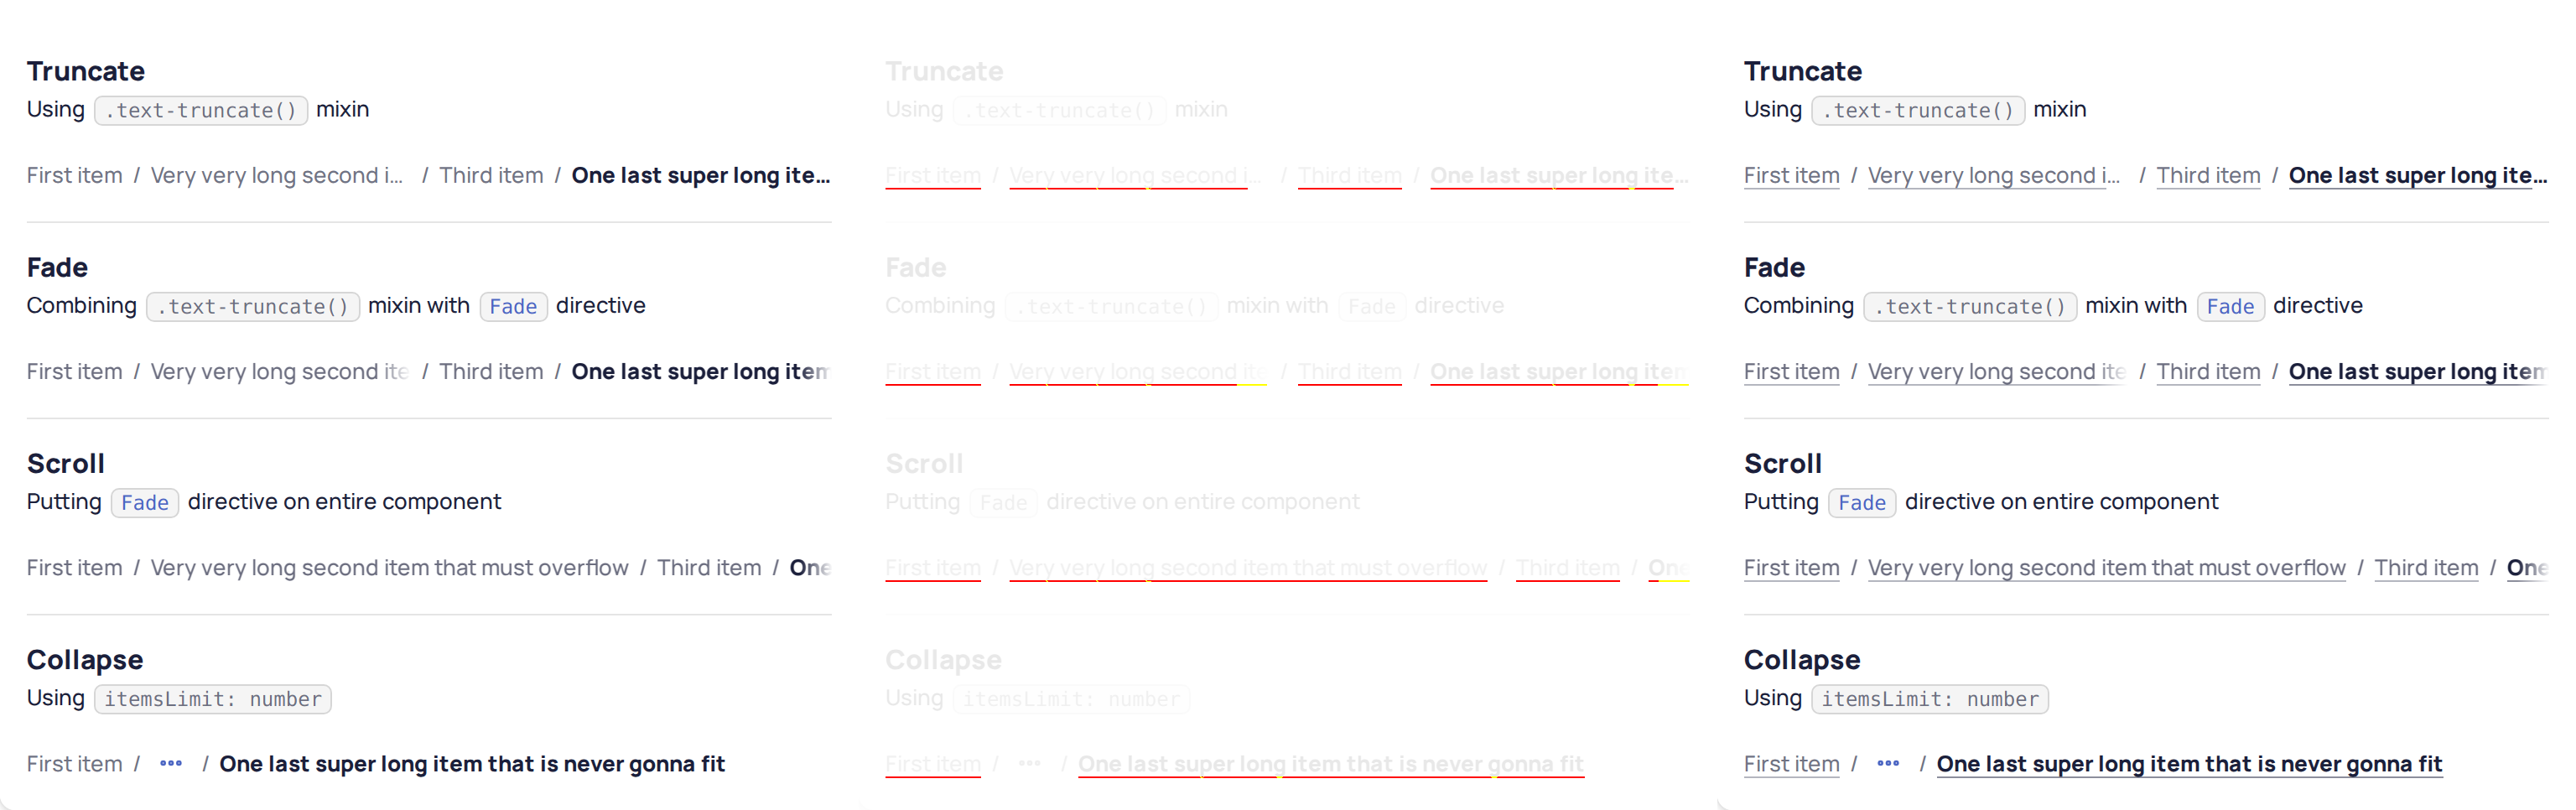 Truncate
Using .text-truncate() mixin
First item / Very very long second i... / Third item / One last super long ite...
Fade
Combining .text-truncate() mixin with Fade directive
First item / Very very long second ite / Third item / One last super long item
Scroll
Putting Fade directive on entire component
First item / Very very long second item that must overflow / Third item / One
Collapse
Using itemsLimit: number
First item / ••• / One last super long item that is never gonna fit
Truncate
Using .text-truncate() mixin
First item / Very very long second i... / Third item / One last super long ite...
Fade
Combining .text-truncate() mixin with Fade directive
First item / Very very long second ite / Third item / One last super long item
Scroll
Putting Fade directive on entire component
First item / Very very long second item that must overflow / Third item / One
Collapse
Using itemsLimit: number
First item / ••• / One last super long item that is never gonna fit
Truncate
Using .text-truncate() mixin
First item / Very very long second i... / Third item / One last super long ite...
Fade
Combining .text-truncate() mixin with Fade directive
First item / Very very long second ite / Third item / One last super long item
Scroll
Putting Fade directive on entire component
First item / Very very long second item that must overflow / Third item / One
Collapse
Using itemsLimit: number
First item / ••• / One last super long item that is never gonna fit